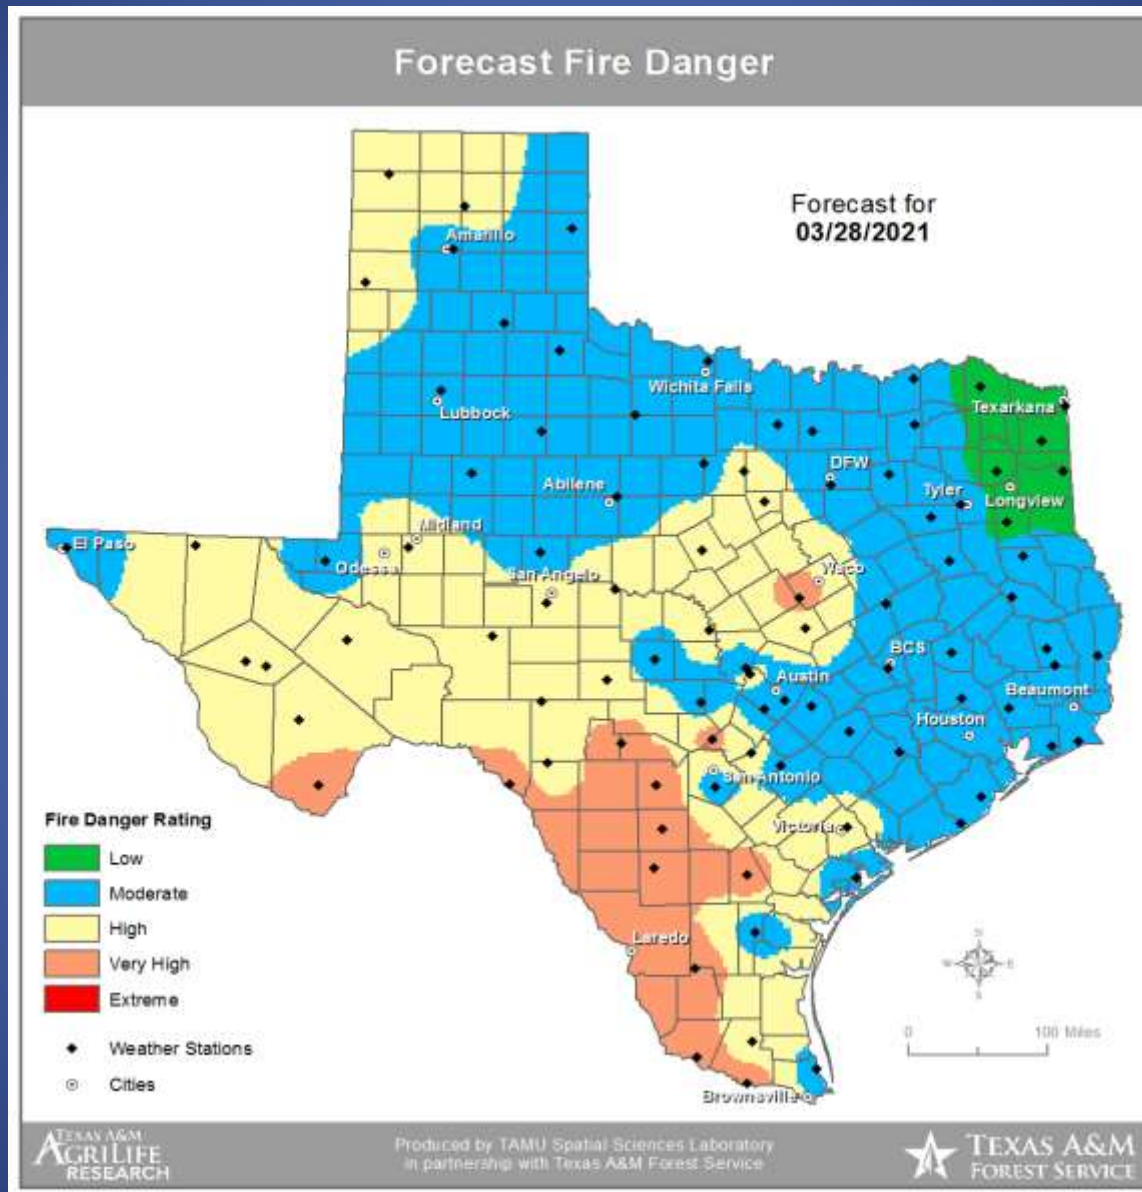 Forecast Fire Danger
Forecast for
03/28/2021
Amarillo
Wichita Falls
Lubbock
Texarkana
DFW
Abilene
Tyler
Longview
Midland
El Paso
Odessa
San Angelo
Waco
BCS
Austin
Beaumont
Houston
San Antonio
Victoria
Laredo
Brownsville
Fire Danger Rating
Low
Moderate
High
Very High
Extreme
Weather Stations
Cities
N
W E
S
0 100 Miles
TEXAS A&M
AGRILIFE
RESEARCH
Produced by TAMU Spatial Sciences Laboratory
in partnership with Texas A&M Forest Service
TEXAS A&M
FOREST SERVICE